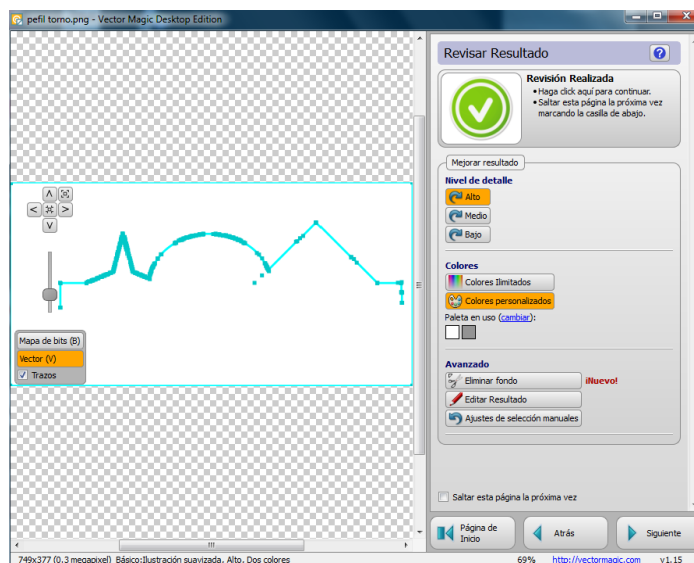 pefil torno.png - Vector Magic Desktop Edition
Revisar Resultado
?
Revisión Realizada
•Haga click aquí para continuar.
•Saltar esta página la próxima vez
marcando la casilla de abajo.
Mejorar resultado
Nivel de detalle
Alto
Medio
Bajo
Colores
Colores Ilmitados
Colores personalizados
Paleta en uso (cambiar):
Avanzado
Eliminar fondo
¡Nuevo!
Editar Resultado
Ajustes de selección manuales
Mapa de bits (B)
Vector (V)
Trazos
Saltar esta página la próxima vez
Página de
Inicio
Atrás
Siguiente
749x377 (0.3 megapixel) Básico:Ilustración suavizada, Alto, Dos colores
69%
http://vectormagic.com
v1.15